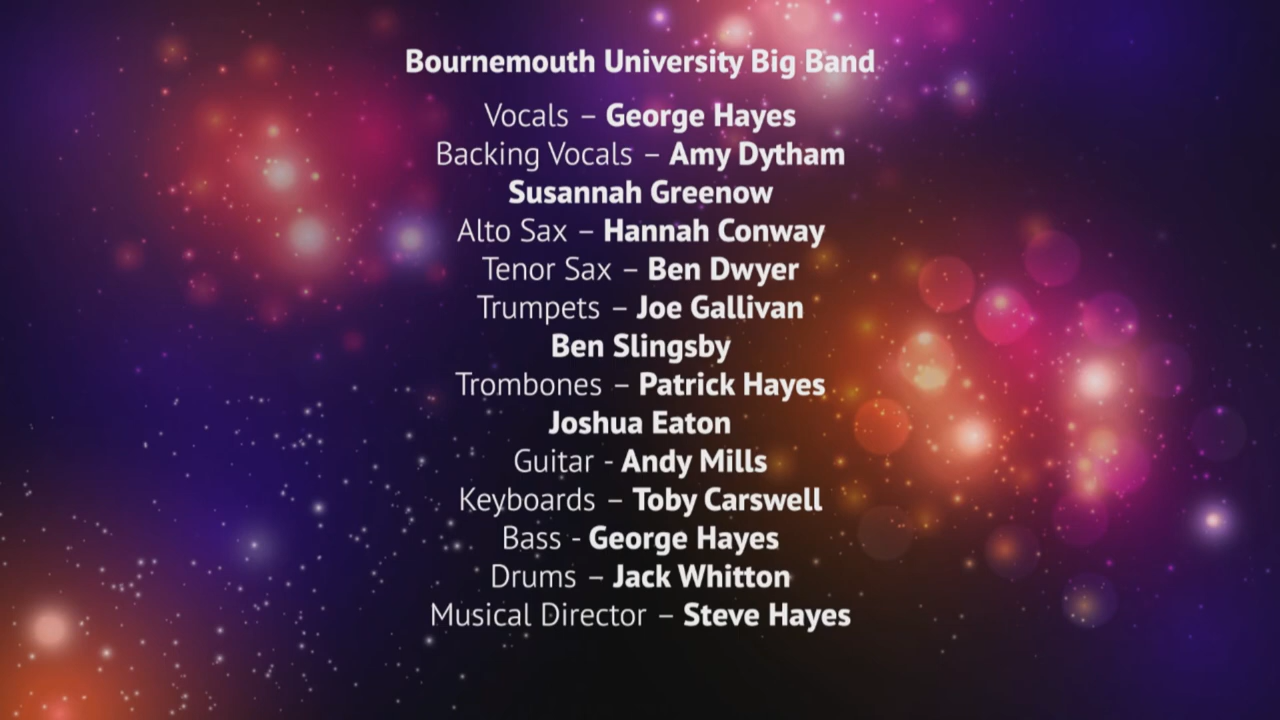 Bournemouth University Big Band
Vocals – George Hayes
Backing Vocals – Amy Dytham
Susannah Greenow
Alto Sax – Hannah Conway
Tenor Sax – Ben Dwyer
Trumpets – Joe Gallivan
Ben Slingsby
Trombones – Patrick Hayes
Joshua Eaton
Guitar - Andy Mills
Keyboards – Toby Carswell
Bass - George Hayes
Drums – Jack Whitton
Musical Director – Steve Hayes